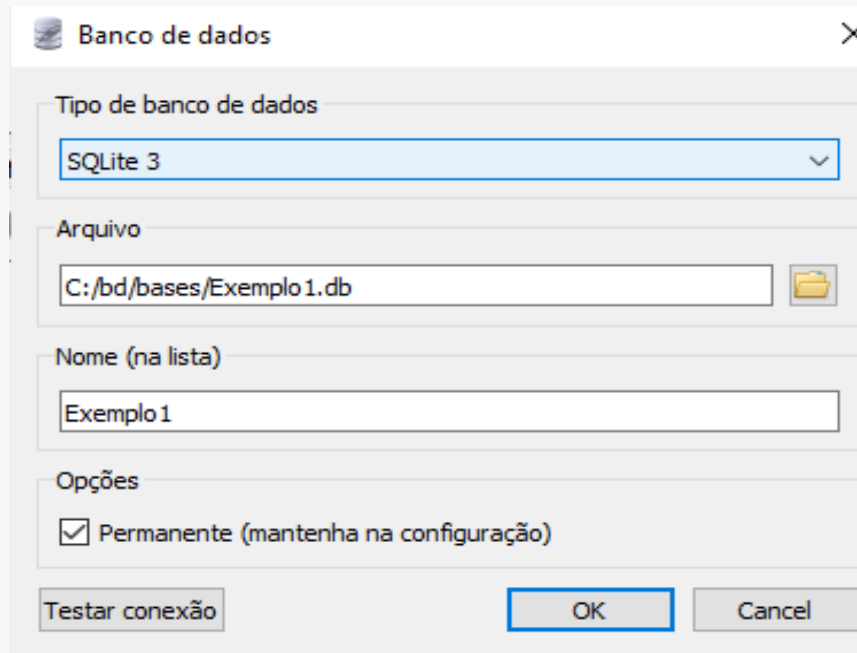 Banco de dados
Tipo de banco de dados
SQLite 3
Arquivo
C:/bd/bases/Exemplo1.db
Nome (na lista)
Exemplo1
Opções
Permanente (mantenha na configuração)
Testar conexão OK Cancel